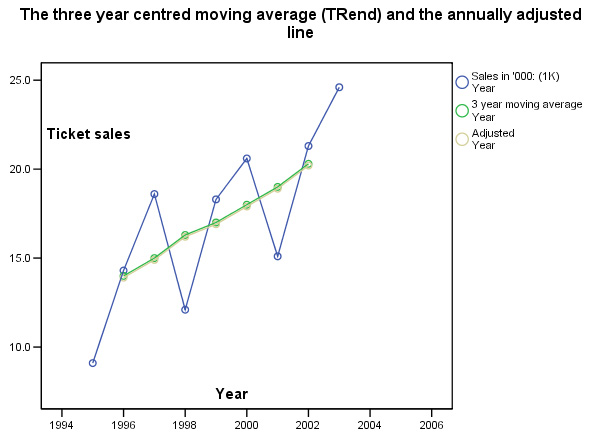 The three year centred moving average (TRend) and the annually adjusted
line
25.0
20.0
15.0
10.0
Ticket sales
Year
1994
1996
1998
2000
2002
2004
2006
Sales in '000: (1K)
Year
3 year moving average
Year
Adjusted
Year